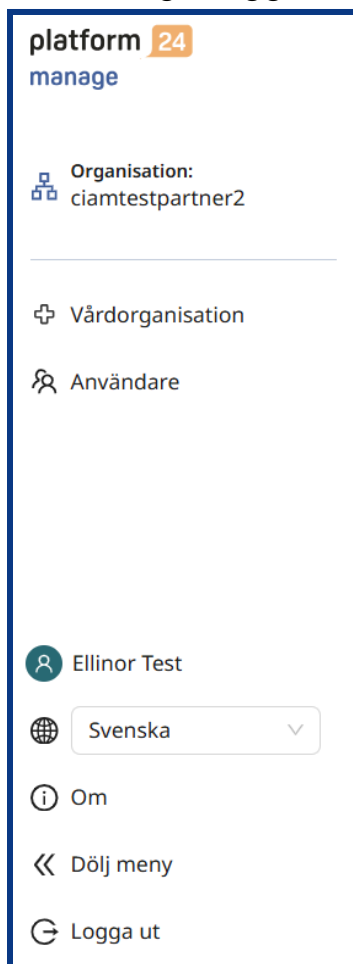 platform 24
manage
Organisation:
ciamtestpartner2
Vårdorganisation
Användare
Ellinor Test
Svenska
Om
Dölj meny
Logga ut